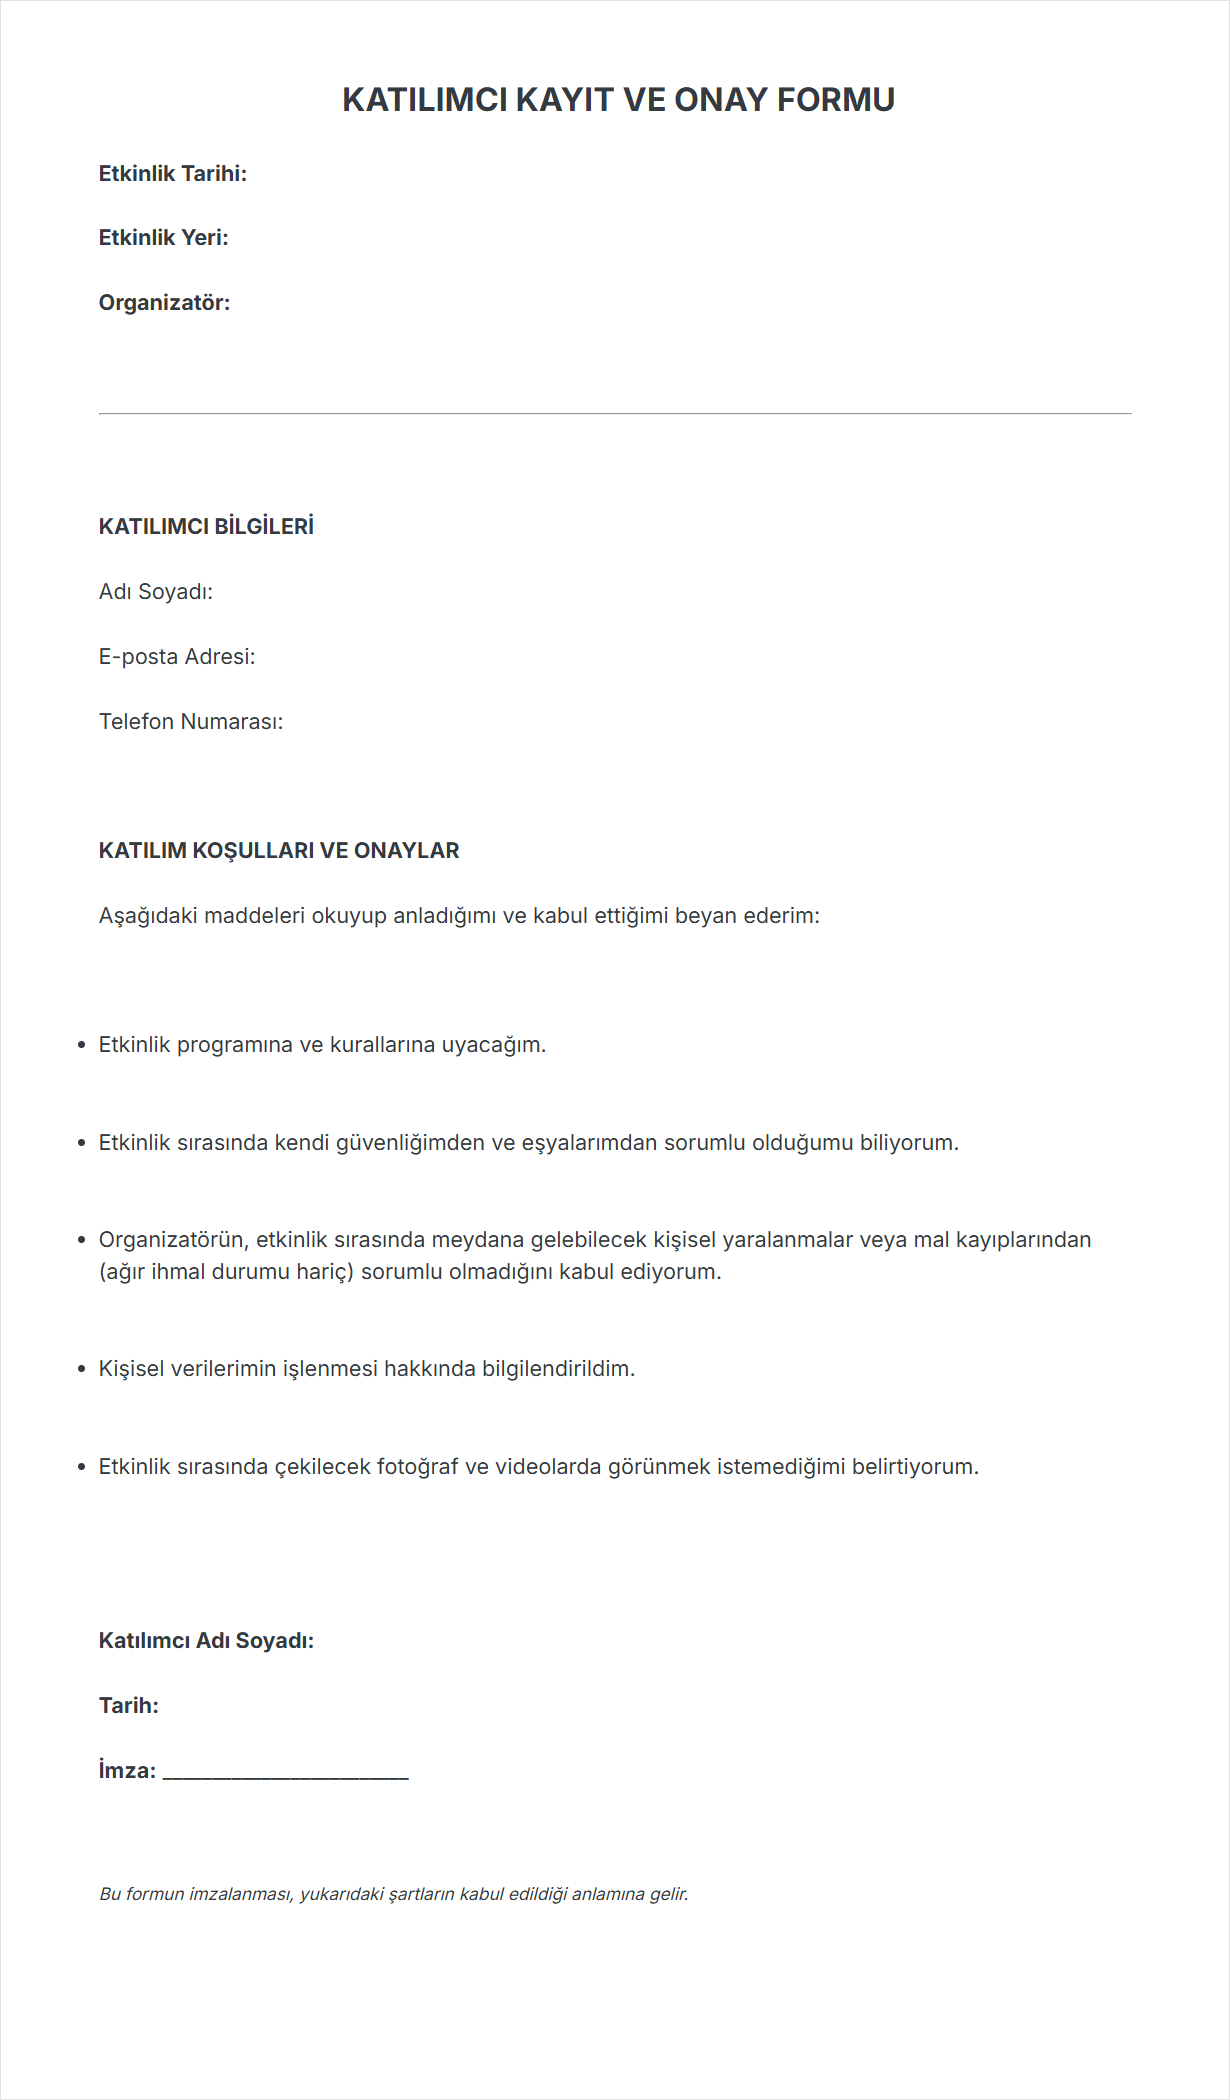 KATILIMCI KAYIT VE ONAY FORMU
Etkinlik Tarihi:
Etkinlik Yeri:
Organizatör:
KATILIMCI BİLGİLERİ
Adı Soyadı:
E-posta Adresi:
Telefon Numarası:
KATILIM KOŞULLARI VE ONAYLAR
Aşağıdaki maddeleri okuyup anladığımı ve kabul ettiğimi beyan ederim:
• Etkinlik programına ve kurallarına uyacağım.
• Etkinlik sırasında kendi güvenliğimden ve eşyalarımdan sorumlu olduğumu biliyorum.
• Organizatörün, etkinlik sırasında meydana gelebilecek kişisel yaralanmalar veya mal kayıplarından
(ağır ihmal durumu hariç) sorumlu olmadığını kabul ediyorum.
• Kişisel verilerimin işlenmesi hakkında bilgilendirildim.
• Etkinlik sırasında çekilecek fotoğraf ve videolarda görünmek istemediğimi belirtiyorum.
Katılımcı Adı Soyadı:
Tarih:
İmza: _________________________
Bu formun imzalanması, yukarıdaki şartların kabul edildiği anlamına gelir.